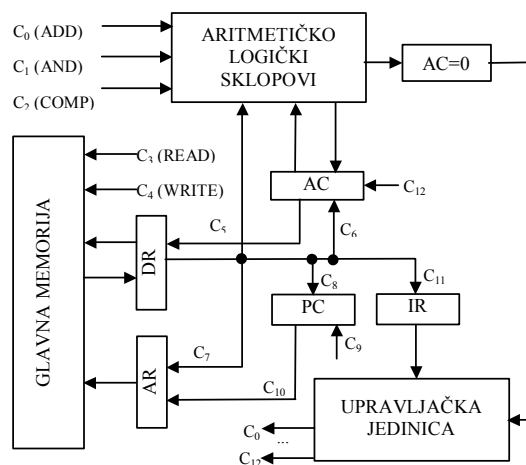 C₀ (ADD)
C₁ (AND)
C₂ (COMP)
ARITMETIČKO
LOGIČKI
SKLOPOVI
AC=0
GLAVNA MEMORIJA
C₃ (READ)
C₄ (WRITE)
AC
C₁₂
C₅
C₆
DR
C₈
C₁₁
PC
IR
C₇
C₉
AR
C₁₀
UPRAVLJAČKA
JEDINICA
C₀
...
C₁₂